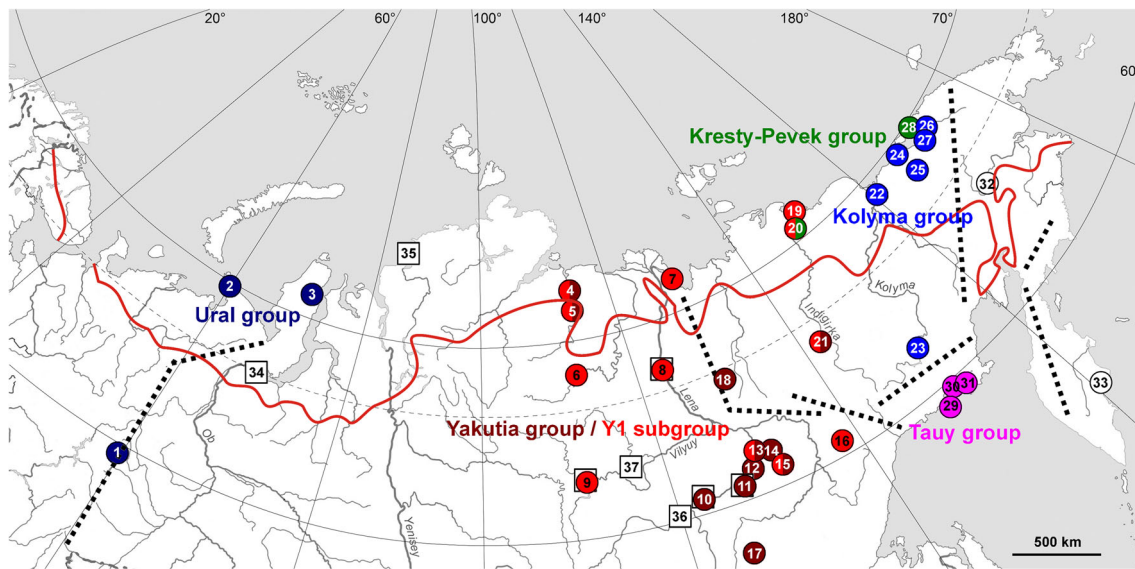 20° 60° 100° 140° 180° 70°
60
Kresty-Pevek group
28 26
27
24
25
22
32
19
20
Kolyma group
35
2
3
Ural group
4
5
7
Kolyma
Indigirka
21
23
34
6
8
18
30 31
29
33
Lena
Yakutia group / Y1 subgroup
Tauy group
Ob
1
Vilyuy
16
37
13 14
12 15
9
11
10
36
Yenisey
17
500 km